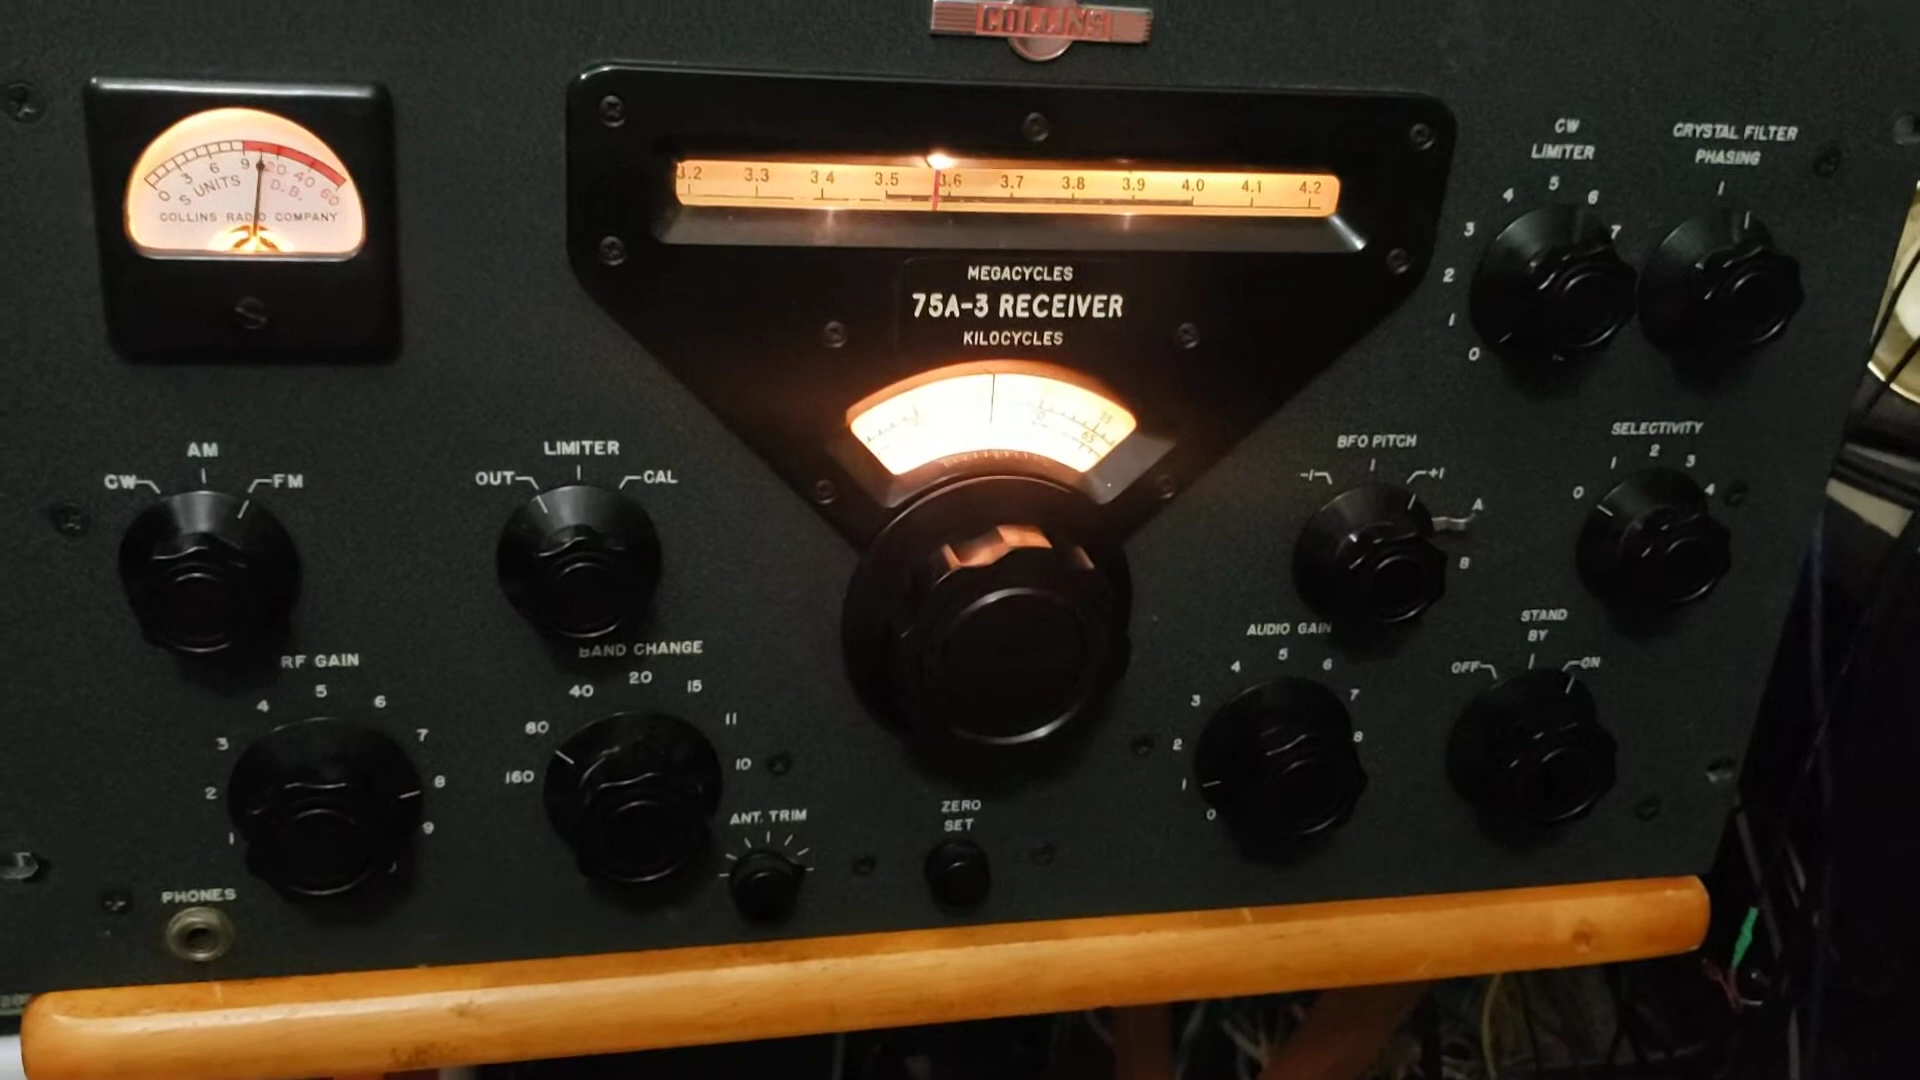 COLLINS
0 3 6 9 20 40 60
S UNITS D.B.
COLLINS RADIO COMPANY
3.2 3.3 3.4 3.5 3.6 3.7 3.8 3.9 4.0 4.1 4.2
MEGACYCLES
75A-3 RECEIVER
KILOCYCLES
CW
LIMITER
0 1 2 3 4 5 6 7
CRYSTAL FILTER
PHASING
AM
CW FM
LIMITER
OUT CAL
BFO PITCH
-1 +1
A
B
SELECTIVITY
0 1 2 3 4
RF GAIN
1 2 3 4 5 6 7 8 9
BAND CHANGE
160 80 40 20 15 11 10
ANT. TRIM
ZERO
SET
AUDIO GAIN
0 1 2 3 4 5 6 7 8
STAND
BY
OFF ON
PHONES